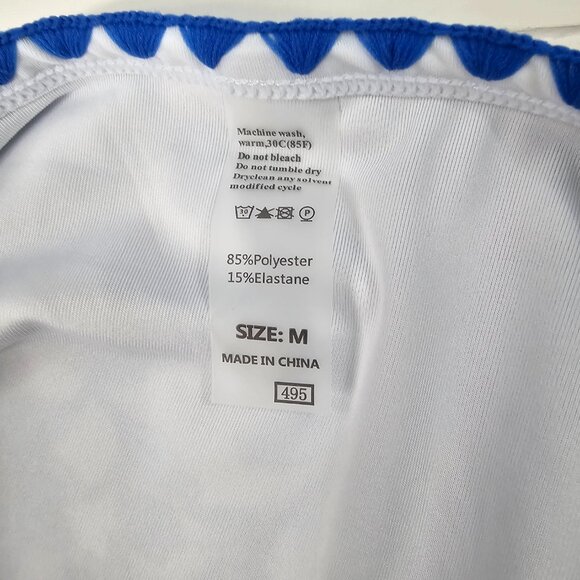 Machine wash,
warm,30C(85F)
Do not bleach
Do not tumble dry
Dryclean any solvent
modified cycle
30 P
85%Polyester
15%Elastane
SIZE: M
MADE IN CHINA
495